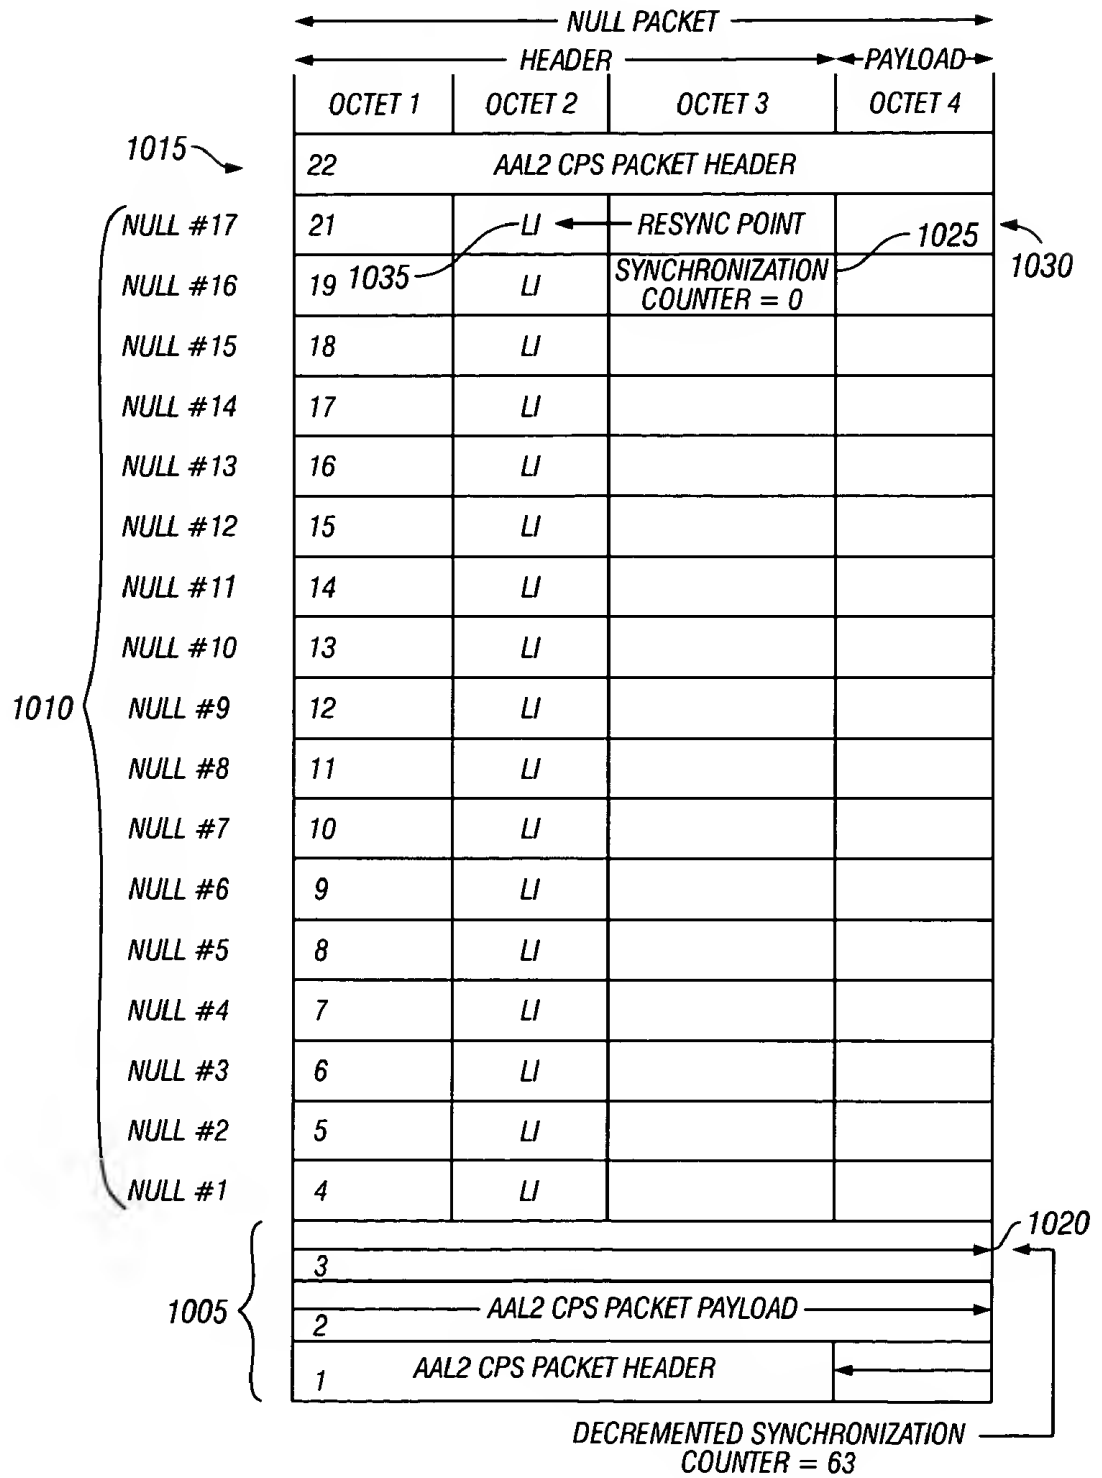 NULL PACKET
HEADER PAYLOAD
OCTET 1 OCTET 2 OCTET 3 OCTET 4
1015 22 AAL2 CPS PACKET HEADER
NULL #17 21 LI RESYNC POINT 1025 1030
NULL #16 19 1035 LI SYNCHRONIZATION
COUNTER = 0
NULL #15 18 LI
NULL #14 17 LI
NULL #13 16 LI
NULL #12 15 LI
NULL #11 14 LI
NULL #10 13 LI
1010 NULL #9 12 LI
NULL #8 11 LI
NULL #7 10 LI
NULL #6 9 LI
NULL #5 8 LI
NULL #4 7 LI
NULL #3 6 LI
NULL #2 5 LI
NULL #1 4 LI
1020
3
1005 2 AAL2 CPS PACKET PAYLOAD
1 AAL2 CPS PACKET HEADER
DECREMENTED SYNCHRONIZATION
COUNTER = 63